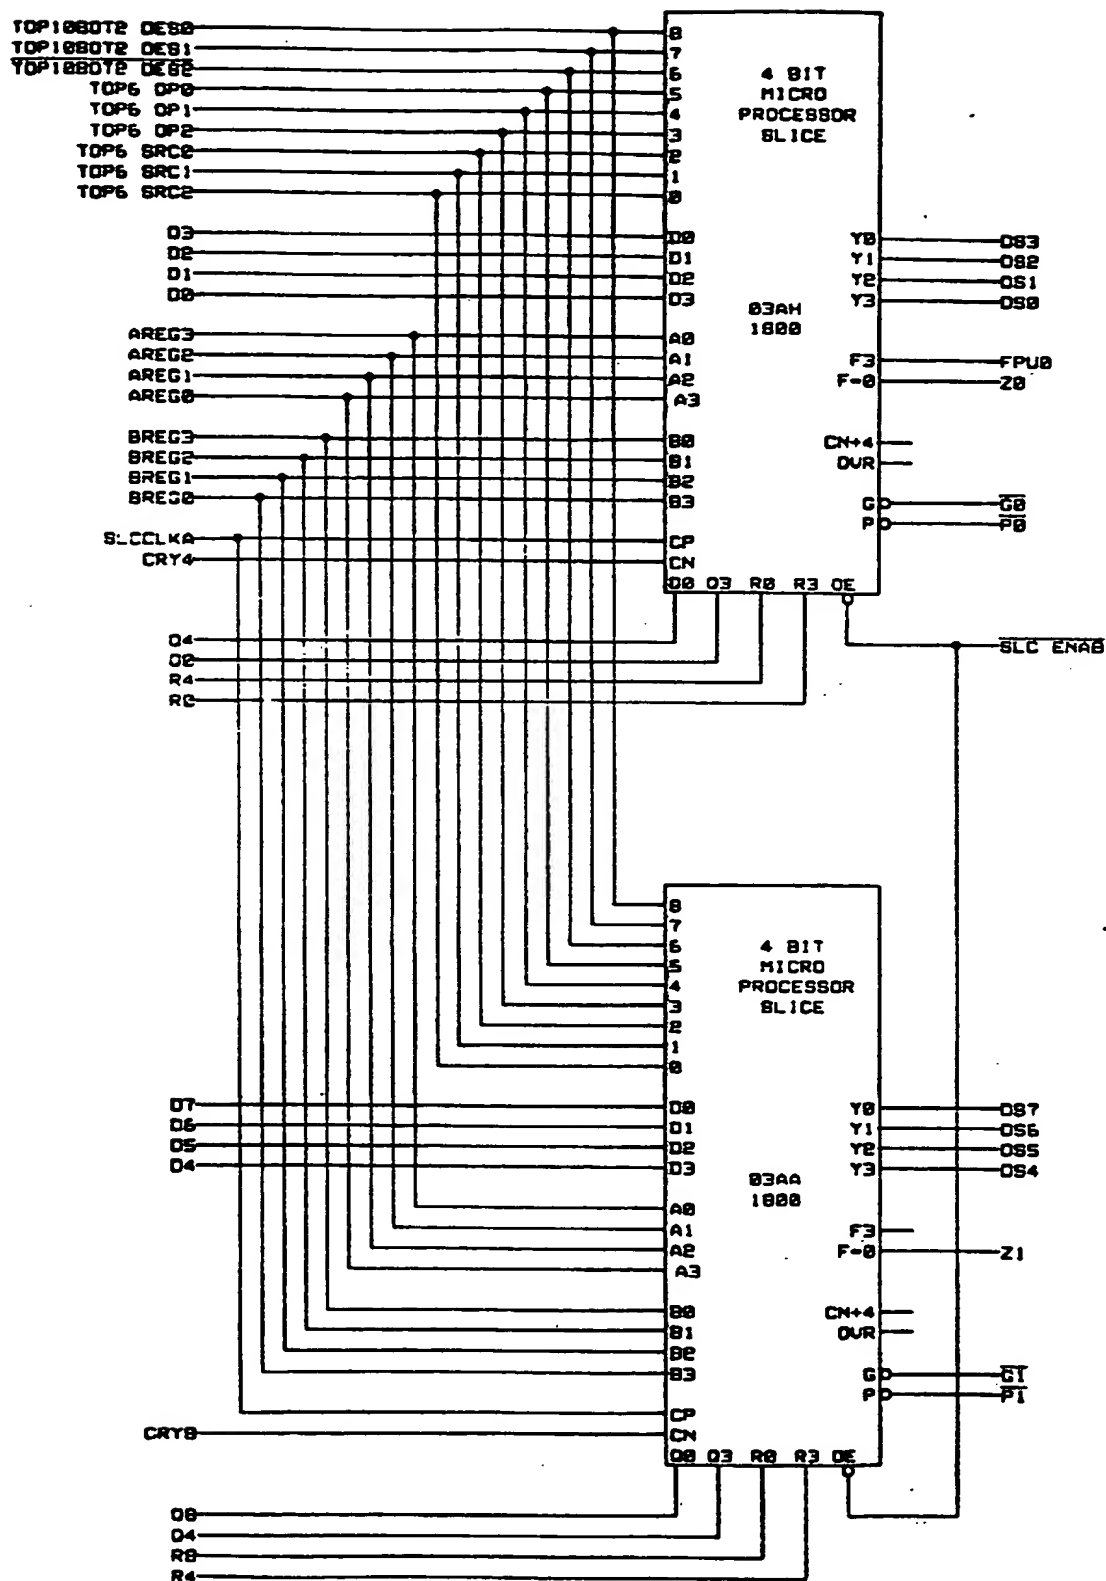 TOP10BOT2 DES0
TOP10BOT2 DES1
TOP10BOT2 DES2
TOP6 OP0
TOP6 OP1
TOP6 OP2
TOP6 SRC0
TOP6 SRC1
TOP6 SRC2
8
7
6
5
4
3
2
1
0
4 BIT
MICRO
PROCESSOR
SLICE
D3 D0
D2 D1
D1 D2
D0 D3
Y0 DS3
Y1 DS2
Y2 DS1
Y3 DS0
03AH
1800
AREG3 A0
AREG2 A1
AREG1 A2
AREG0 A3
F3 FPU0
F=0 Z0
BREG3 B0
BREG2 B1
BREG1 B2
BREG0 B3
CN+4
OVR
G G0
P P0
SLCCLKA CP
CRY4 CN
Q0 Q3 R0 R3 OE
Q4
Q0
R4
R0
SLC ENAB
8
7
6
5
4
3
2
1
0
4 BIT
MICRO
PROCESSOR
SLICE
D7 D0
D6 D1
D5 D2
D4 D3
Y0 DS7
Y1 DS6
Y2 DS5
Y3 DS4
03AA
1800
A0
A1
A2
A3
F3
F=0 Z1
B0
B1
B2
B3
CN+4
OVR
G G1
P P1
CP
CRY8 CN
Q0 Q3 R0 R3 OE
Q8
Q4
R8
R4